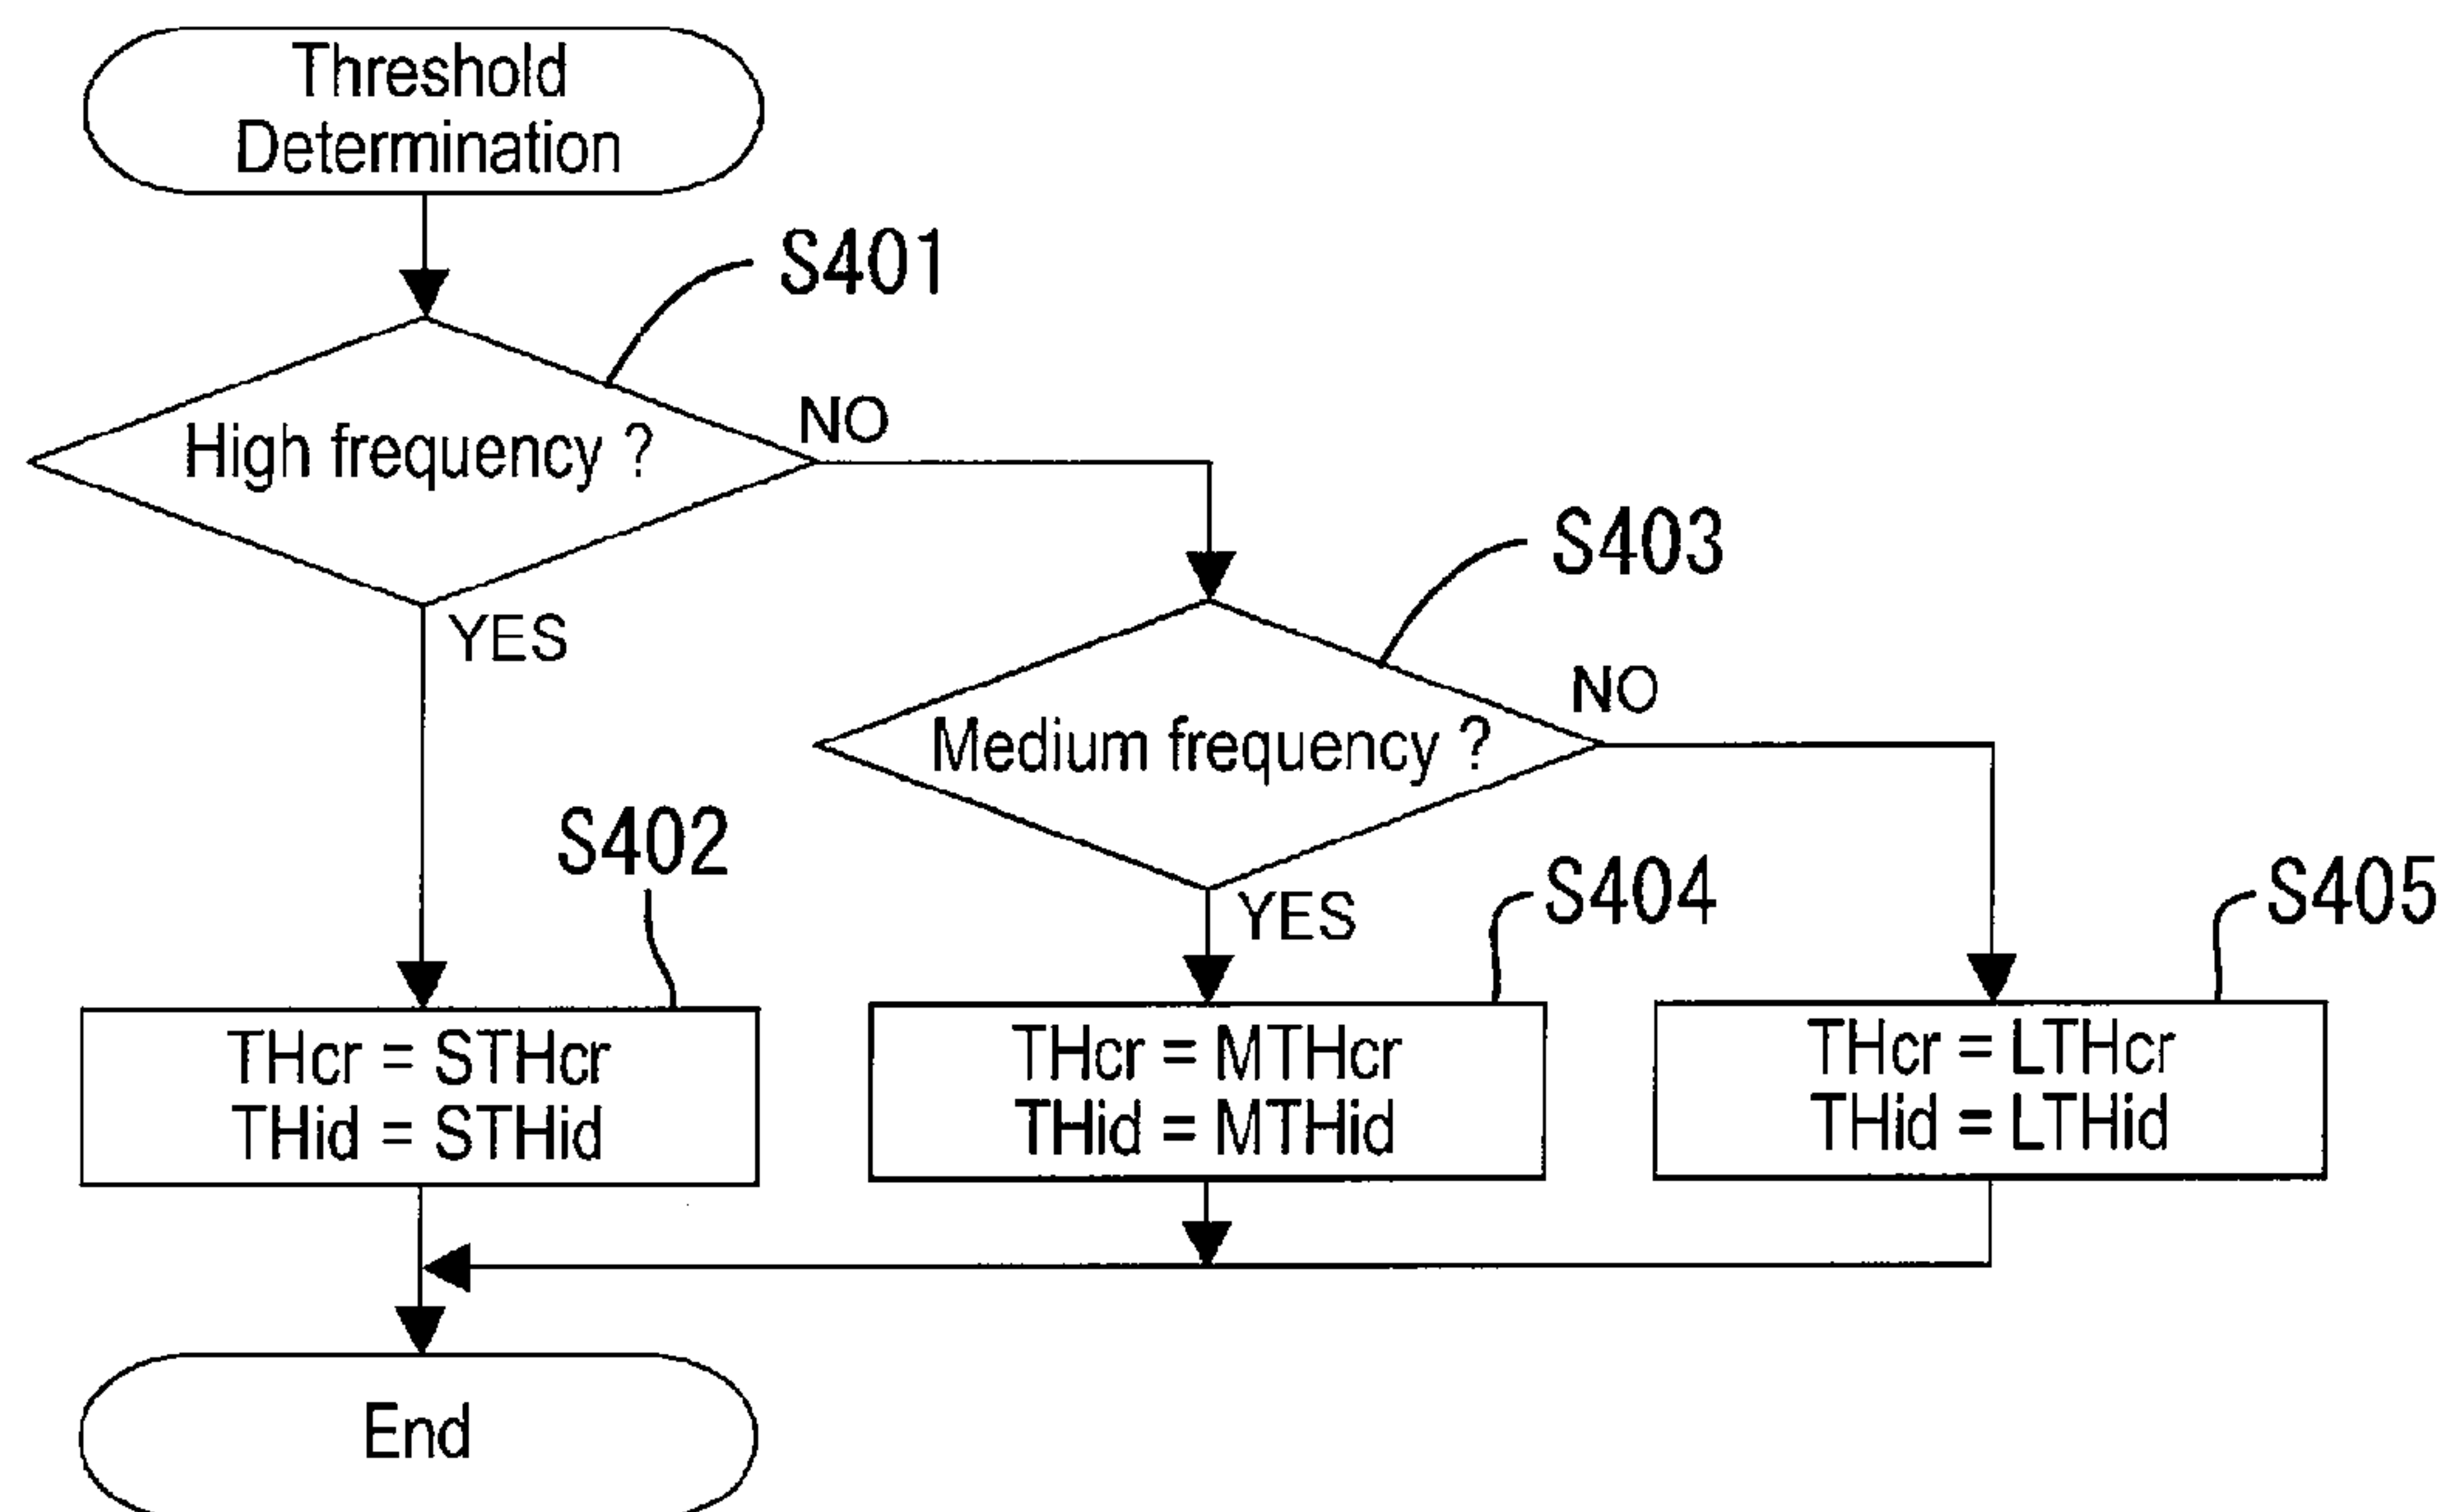 Threshold
Determination
S401
High frequency ?
NO
YES
S403
Medium frequency ?
NO
YES
S402
THcr = STHcr
THid = STHid
S404
THcr = MTHcr
THid = MTHid
S405
THcr = LTHcr
THid = LTHid
End